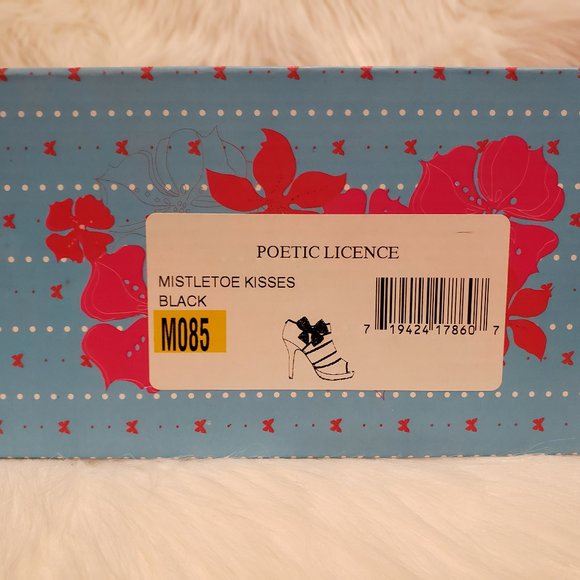 POETIC LICENCE
MISTLETOE KISSES
BLACK
M085
7 19424 17860 7